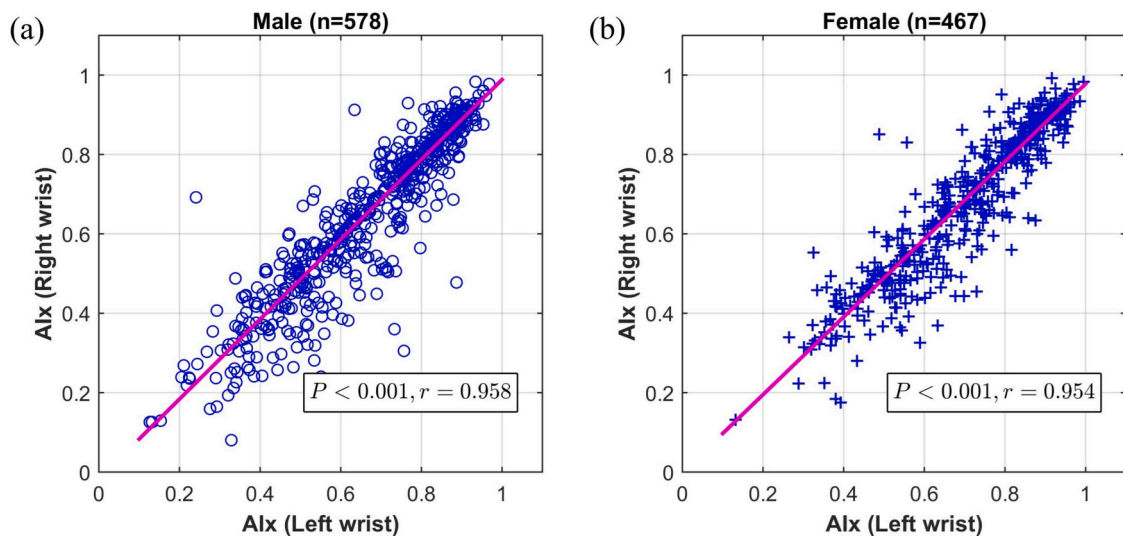 (a)
Male (n=578)
AIx (Right wrist)
1
0.8
0.6
0.4
0.2
0
P < 0.001, r = 0.958
0 0.2 0.4 0.6 0.8 1
AIx (Left wrist)
(b)
Female (n=467)
AIx (Right wrist)
1
0.8
0.6
0.4
0.2
0
P < 0.001, r = 0.954
0 0.2 0.4 0.6 0.8 1
AIx (Left wrist)